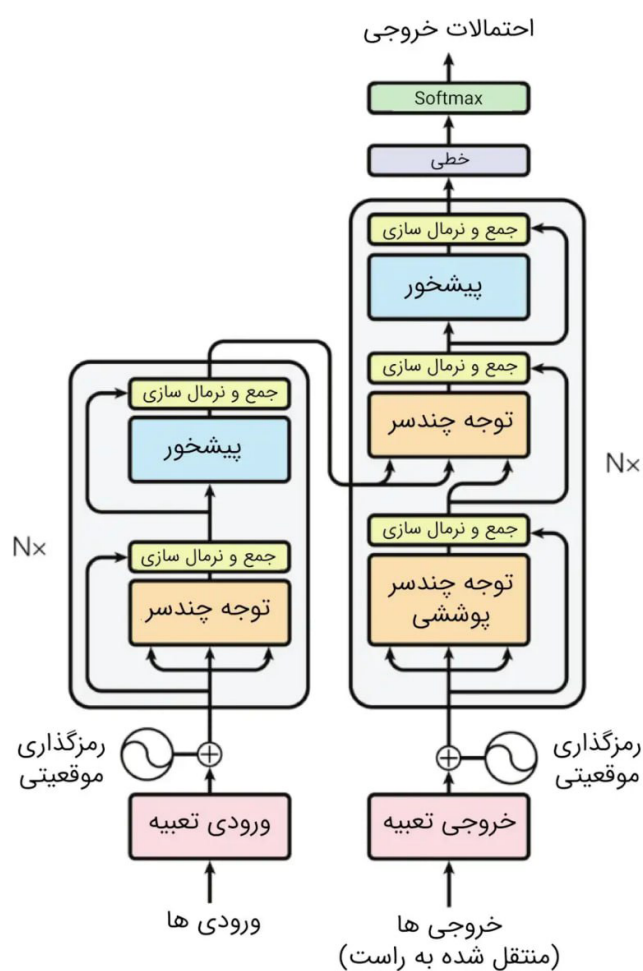 احتمالات خروجی
Softmax
خطی
جمع و نرمال سازی
پیشخور
جمع و نرمال سازی
توجه چندسر
جمع و نرمال سازی
توجه چندسر
پوششی
N×
رمزگذاری
موقعیتی
خروجی تعبیه
خروجی ها
(منتقل شده به راست)
جمع و نرمال سازی
پیشخور
جمع و نرمال سازی
توجه چندسر
N×
رمزگذاری
موقعیتی
ورودی تعبیه
ورودی ها